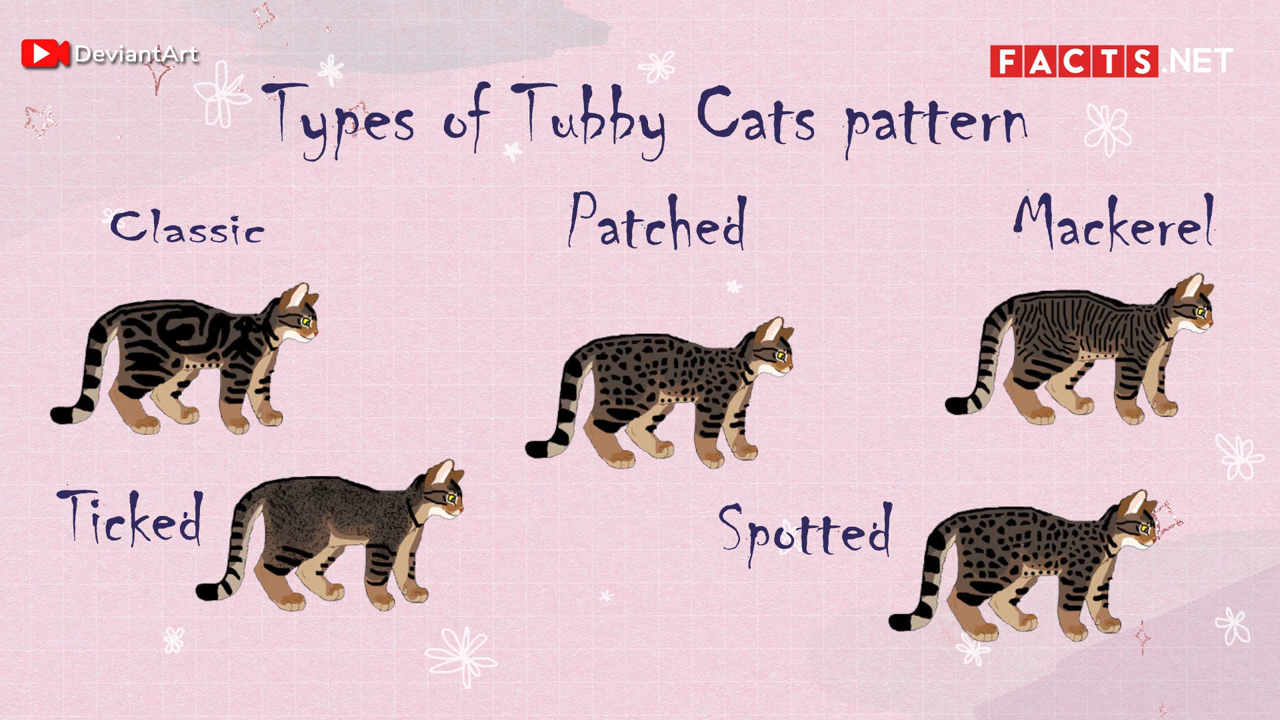 DeviantArt
FACTS.NET
Types of Tubby Cats pattern
Classic
Patched
Mackerel
Ticked
Spotted